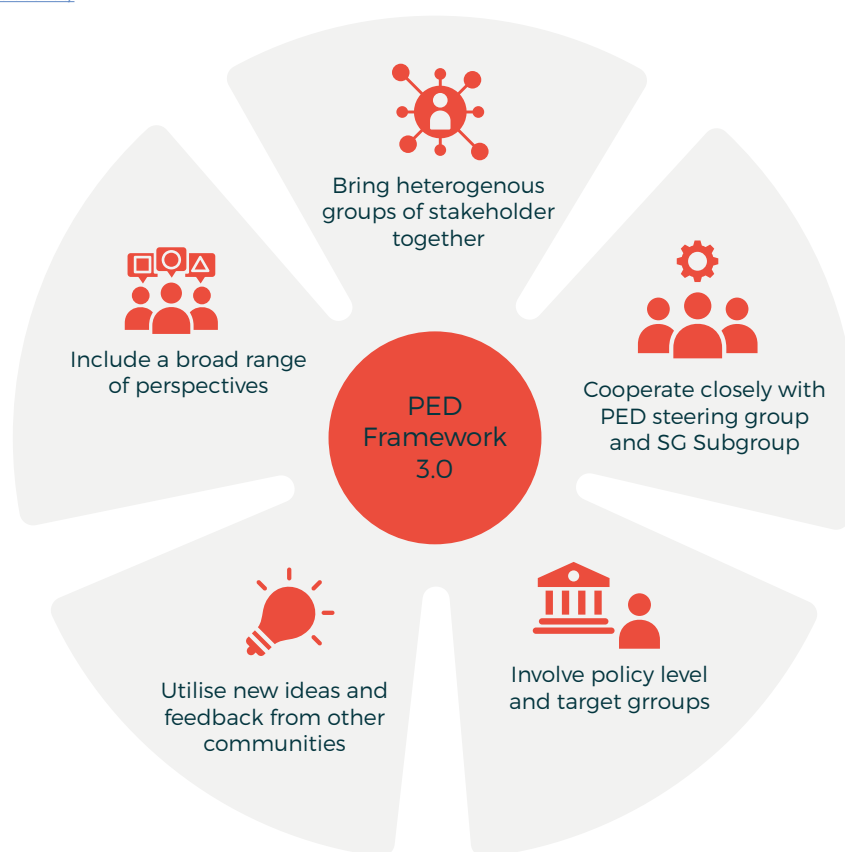 Bring heterogenous
groups of stakeholder
together
Include a broad range
of perspectives
Cooperate closely with
PED steering group
and SG Subgroup
PED
Framework
3.0
Utilise new ideas and
feedback from other
communities
Involve policy level
and target grroups